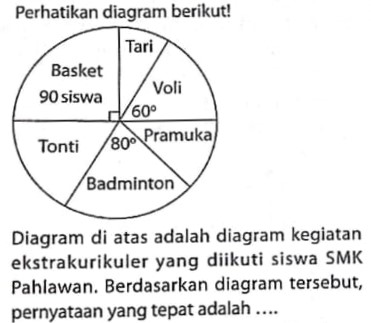 Perhatikan diagram berikut!
Tari
Basket
90 siswa
Voli
60°
Pramuka
Tonti
80°
Badminton
Diagram di atas adalah diagram kegiatan
ekstrakurikuler yang diikuti siswa SMK
Pahlawan. Berdasarkan diagram tersebut,
pernyataan yang tepat adalah ....